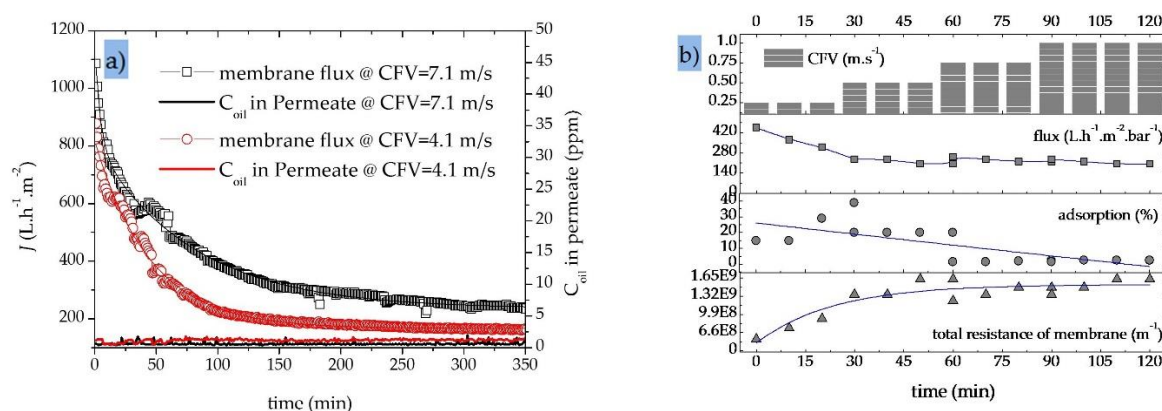 a)
1200
1000
800
600
400
200
J (L.h⁻¹.m⁻²)
membrane flux @ CFV=7.1 m/s
C_oil in Permeate @ CFV=7.1 m/s
membrane flux @ CFV=4.1 m/s
C_oil in Permeate @ CFV=4.1 m/s
50
45
40
35
30
25
20
15
10
5
0
C_oil in permeate (ppm)
0 50 100 150 200 250 300 350
time (min)
b)
0 15 30 45 60 75 90 105 120
1.0
0.75
0.50
0.25
CFV (m.s⁻¹)
420
280
140
0
flux (L.h⁻¹.m⁻².bar⁻¹)
40
30
20
10
0
adsorption (%)
1.65E9
1.32E9
9.9E8
6.6E8
0
total resistance of membrane (m⁻¹)
0 15 30 45 60 75 90 105 120
time (min)